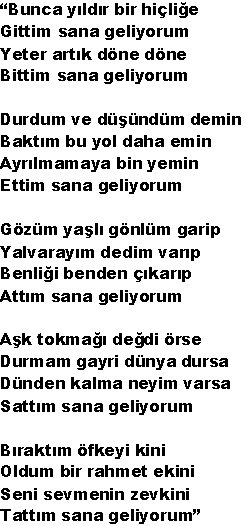 “Bunca yıldır bir hiçliğe
Gittim sana geliyorum
Yeter artık döne döne
Bittim sana geliyorum
Durdum ve düşündüm demin
Baktım bu yol daha emin
Ayrılmamaya bin yemin
Ettim sana geliyorum
Gözüm yaşlı gönlüm garip
Yalvarayım dedim varıp
Benliği benden çıkarıp
Attım sana geliyorum
Aşk tokmağı değdi örse
Durmam gayri dünya dursa
Dünden kalma neyim varsa
Sattım sana geliyorum
Bıraktım öfkeyi kini
Oldum bir rahmet ekini
Seni sevmenin zevkini
Tattım sana geliyorum”